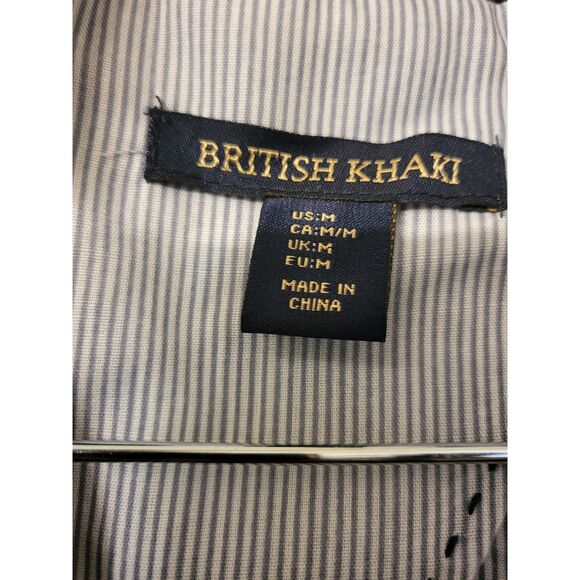 BRITISH KHAKI
US:M
CA:M/M
UK:M
EU:M
MADE IN
CHINA